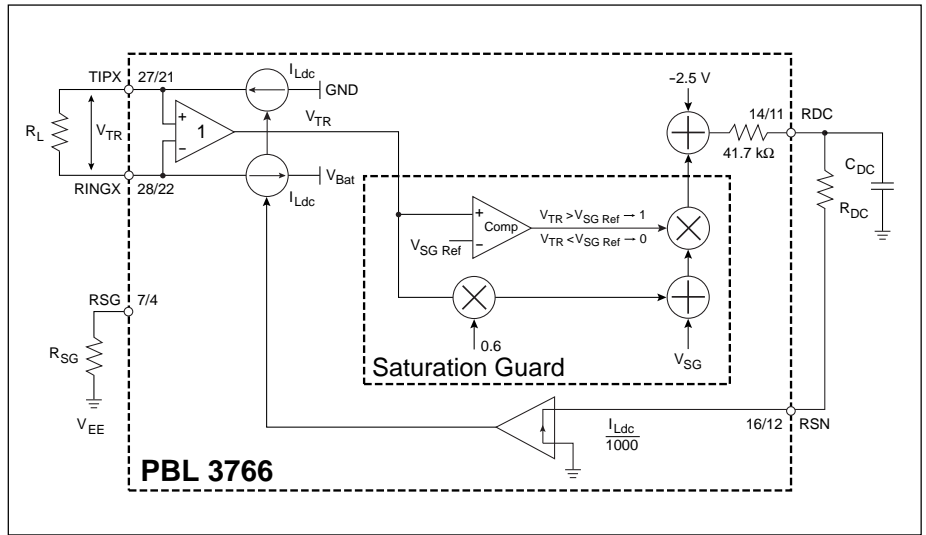 TIPX
27/21
I_Ldc
GND
R_L
V_TR
1
V_TR
RINGX
28/22
I_Ldc
V_Bat
−2.5 V
14/11
RDC
41.7 kΩ
C_DC
R_DC
Comp
V_SG Ref
V_TR > V_SG Ref → 1
V_TR < V_SG Ref → 0
0.6
V_SG
Saturation Guard
RSG
7/4
R_SG
V_EE
I_Ldc
1000
16/12
RSN
PBL 3766